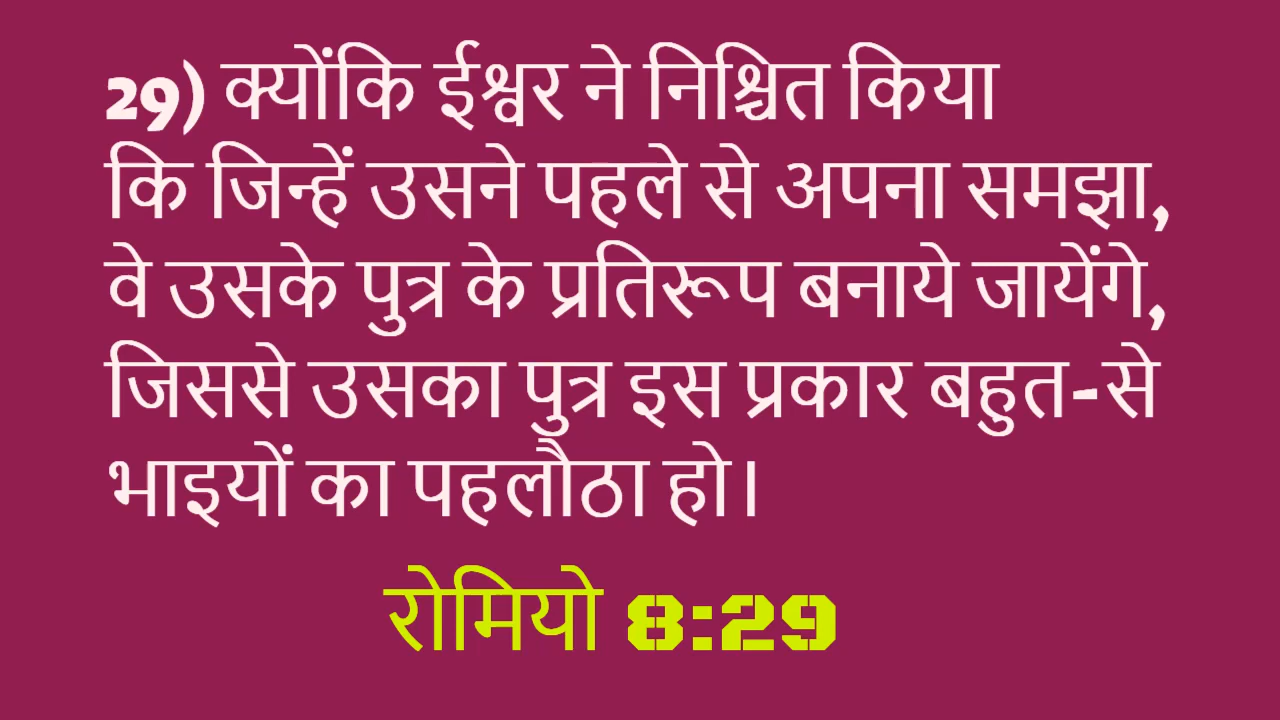 29) क्योंकि ईश्वर ने निश्चित किया
कि जिन्हें उसने पहले से अपना समझा,
वे उसके पुत्र के प्रतिरूप बनाये जायेंगे,
जिससे उसका पुत्र इस प्रकार बहुत-से
भाइयों का पहलौठा हो।
रोमियो 8:29